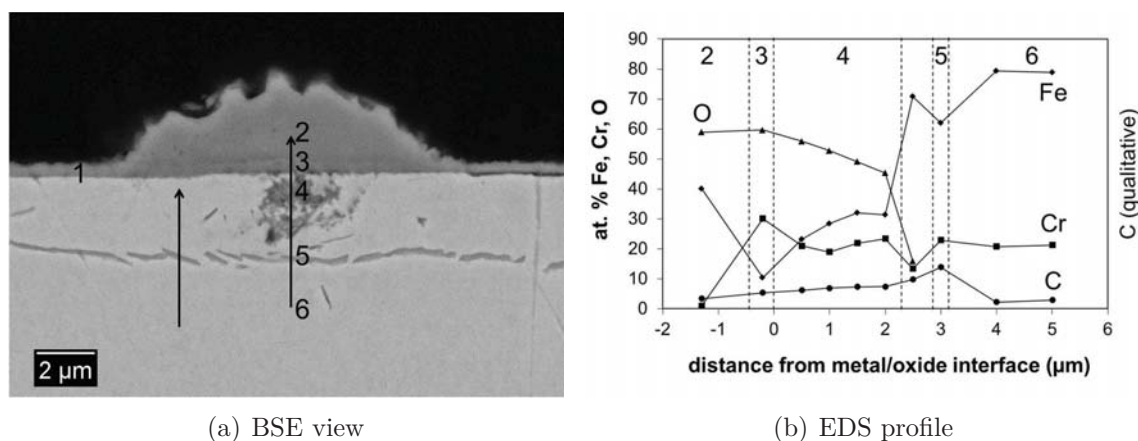 1
2
3
4
5
6
2 µm
(a) BSE view
90
80
70
60
50
40
30
20
10
0
at. % Fe, Cr, O
2 3 4 5 6
O
Fe
Cr
C
C (qualitative)
-2 -1 0 1 2 3 4 5 6
distance from metal/oxide interface (µm)
(b) EDS profile